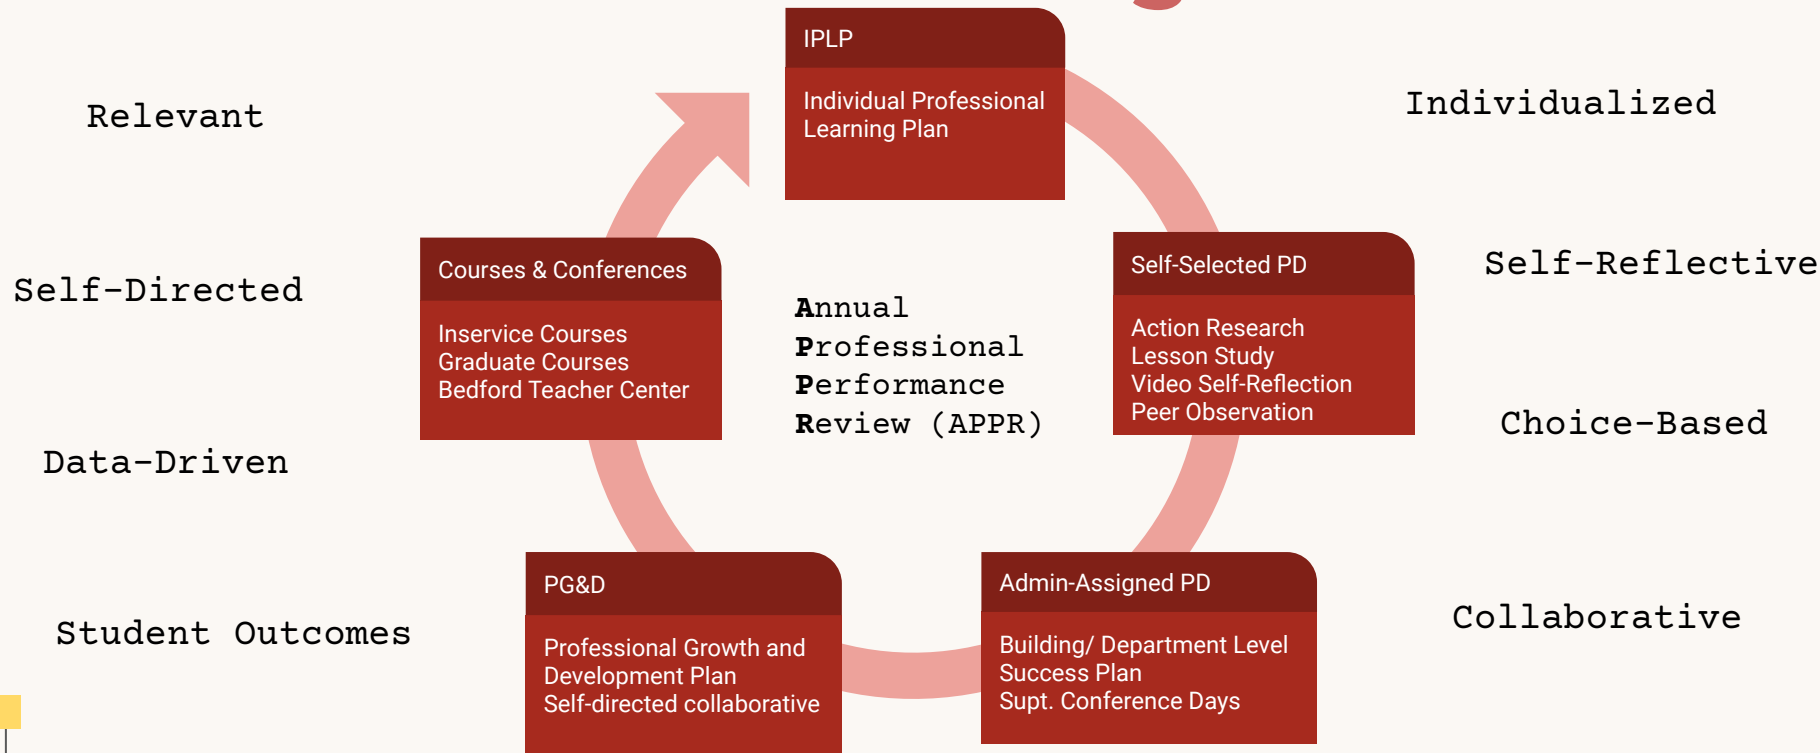 IPLP
Individual Professional
Learning Plan
Relevant
Individualized
Self-Directed
Self-Reflective
Courses & Conferences
Inservice Courses
Graduate Courses
Bedford Teacher Center
Annual
Professional
Performance
Review (APPR)
Self-Selected PD
Action Research
Lesson Study
Video Self-Reflection
Peer Observation
Data-Driven
Choice-Based
PG&D
Professional Growth and
Development Plan
Self-directed collaborative
Admin-Assigned PD
Building/ Department Level
Success Plan
Supt. Conference Days
Student Outcomes
Collaborative